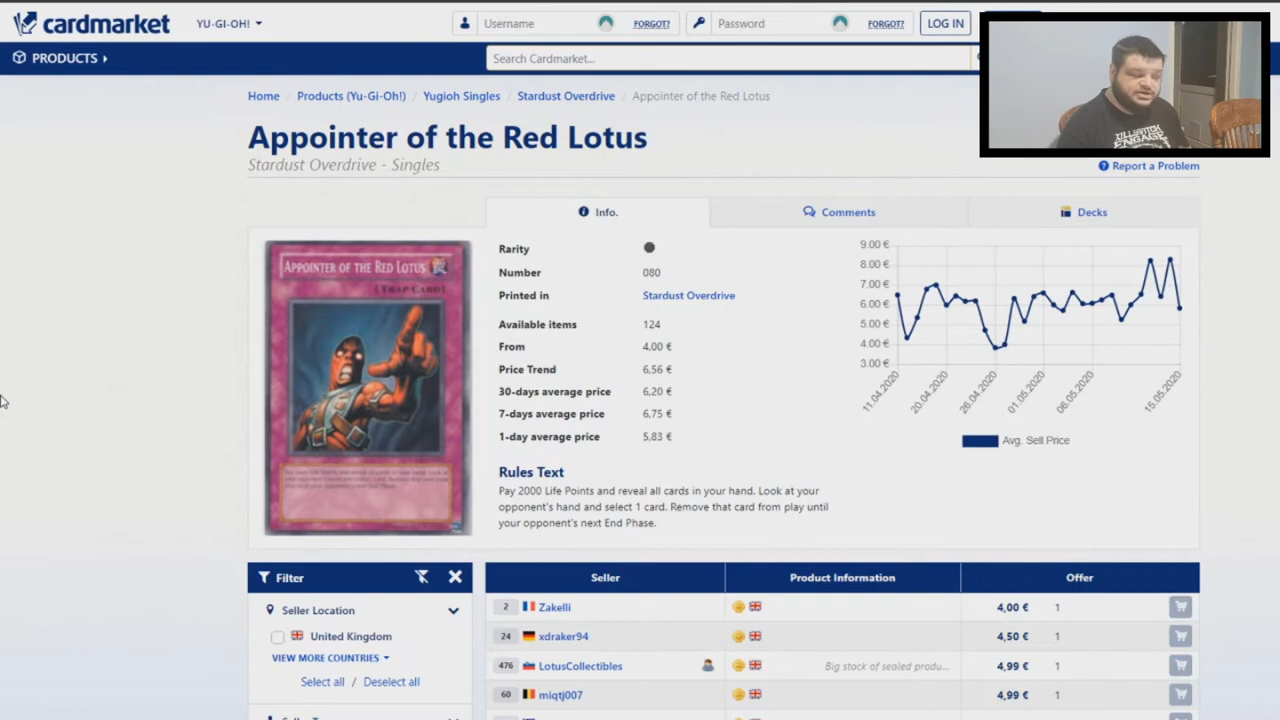 cardmarket YU-GI-OH! Username FORGOT? Password FORGOT? LOG IN
PRODUCTS Search Cardmarket...
Home / Products (Yu-Gi-Oh!) / Yugioh Singles / Stardust Overdrive / Appointer of the Red Lotus
KILLSWITCH
ENGAGE
Appointer of the Red Lotus
Stardust Overdrive - Singles
Report a Problem
Info. Comments Decks
APPOINTER OF THE RED LOTUS
[TRAP CARD]
Rarity
Number 080
Printed in Stardust Overdrive
Available items 124
From 4,00 €
Price Trend 6,56 €
30-days average price 6,20 €
7-days average price 6,75 €
1-day average price 5.83 €
9.00 €
8.00 €
7.00 €
6.00 €
5.00 €
4.00 €
3.00 €
11.04.2020 20.04.2020 26.04.2020 01.05.2020 06.05.2020 15.05.2020
Avg. Sell Price
Rules Text
Pay 2000 Life Points and reveal all cards in your hand. Look at your
opponent's hand and select 1 card. Remove that card from play until
your opponent's next End Phase.
Filter
Seller Location
United Kingdom
VIEW MORE COUNTRIES
Select all / Deselect all
Seller Product Information Offer
2 Zakelli 4,00 € 1
24 xdraker94 4,50 € 1
476 LotusCollectibles Big stock of sealed produ... 4,99 € 1
60 miqtj007 4,99 € 1